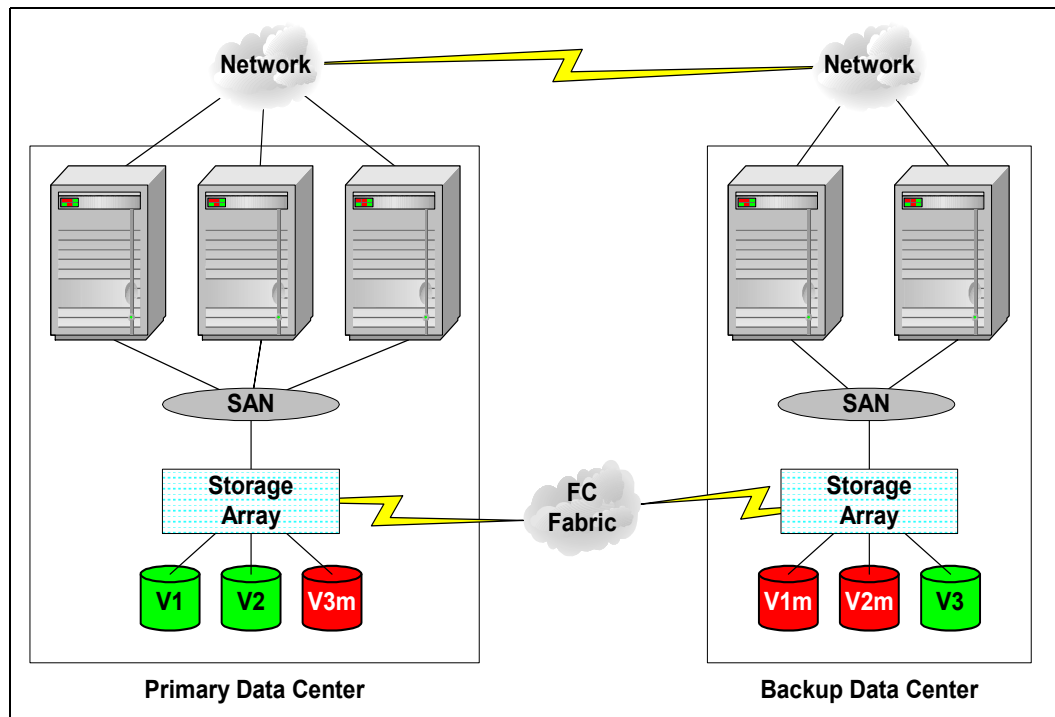 Network
Network
SAN
SAN
Storage
Array
FC
Fabric
Storage
Array
V1
V2
V3m
V1m
V2m
V3
Primary Data Center
Backup Data Center